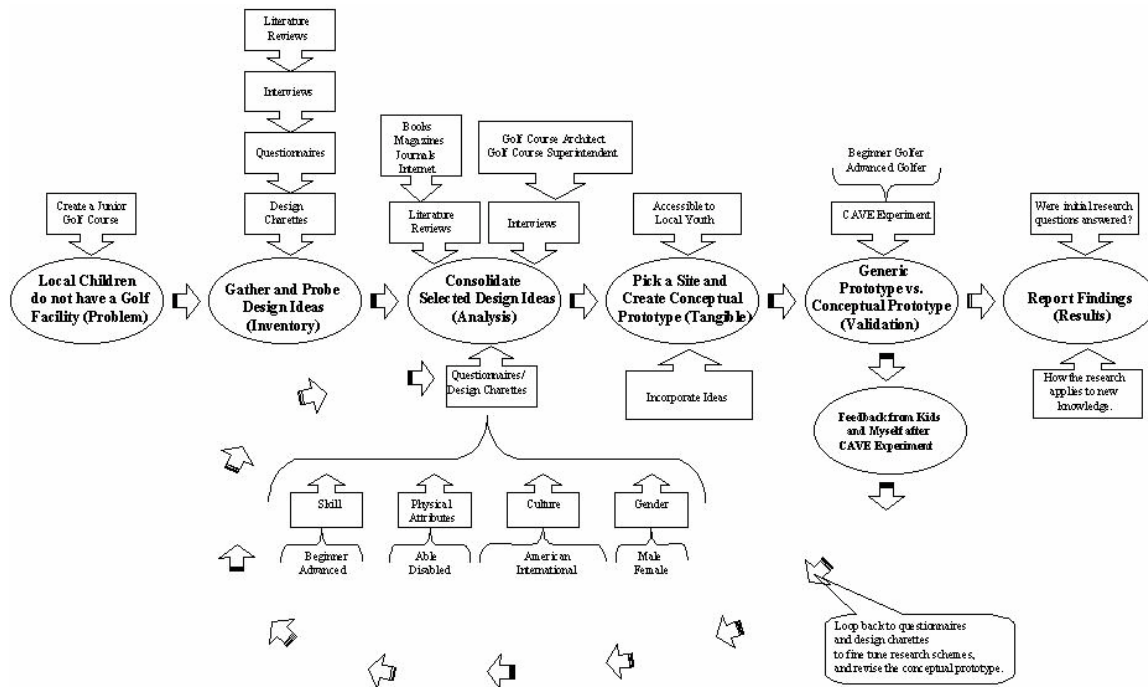 Literature
Reviews
Interviews
Questionnaires
Design
Charettes
Books
Magazines
Journals
Internet
Golf Course Architect
Golf Course Superintendent
Beginner Golfer
Advanced Golfer
Create a Junior
Golf Course
Literature
Reviews
Interviews
Accessible to
Local Youth
CAVE Experiment
Were initial research
questions answered?
Local Children
do not have a Golf
Facility (Problem)
Gather and Probe
Design Ideas
(Inventory)
Consolidate
Selected Design Ideas
(Analysis)
Pick a Site and
Create Conceptual
Prototype (Tangible)
Generic
Prototype vs.
Conceptual Prototype
(Validation)
Report Findings
(Results)
Questionnaires/
Design Charettes
Incorporate Ideas
How the research
applies to new
knowledge.
Feedback from Kids
and Myself after
CAVE Experiment
Skill
Physical
Attributes
Culture
Gender
Beginner
Advanced
Able
Disabled
American
International
Male
Female
Loop back to questionnaires
and design charettes
to fine tune research schemes,
and revise the conceptual prototype.